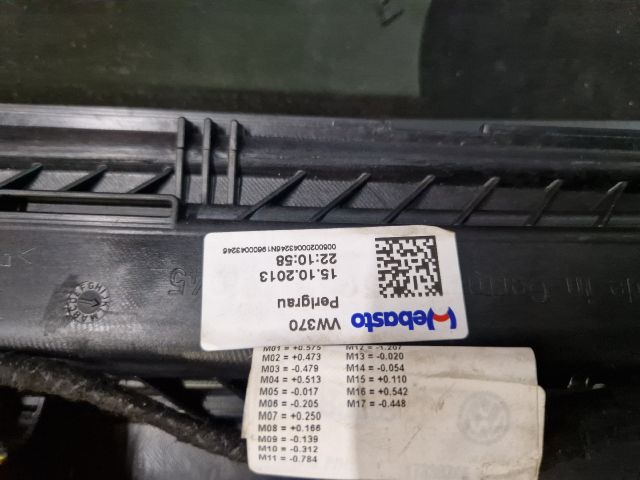 Webasto
VW370
Perlgrau
15.10.2013
22:10:58
M01 = +0.575
M02 = +0.473
M03 = -0.479
M04 = +0.513
M05 = -0.017
M06 = -0.205
M07 = +0.250
M08 = +0.166
M09 = -0.139
M10 = -0.312
M11 = -0.784
M12 = -1.207
M13 = -0.020
M14 = -0.054
M15 = +0.110
M16 = +0.542
M17 = -0.448